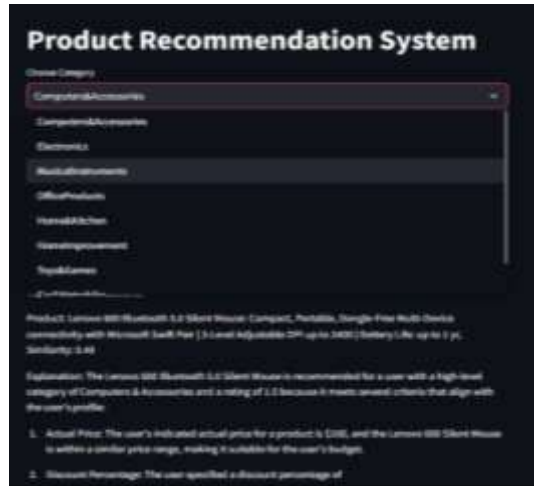 Product Recommendation System
Choose Category
Computers&Accessories
Computers&Accessories
Electronics
MusicalInstruments
OfficeProducts
Home&Kitchen
HomeImprovement
Toys&Games
Product: Lenovo 600 Bluetooth 5.0 Silent Mouse: Compact, Portable, Dongle-Free Multi-Device
connectivity with Microsoft Swift Pair | 3-Level Adjustable DPI up to 2400 | Battery Life: up to 1 yr,
Similarity:
Explanation: The Lenovo 600 Bluetooth 5.0 Silent Mouse is recommended for a user with a high level
category of Computers & Accessories and a rating of because it meets several criteria that align with
the user's profile:
1. Actual Price: The user's indicated actual price for a product is and the Lenovo 600 Silent Mouse
is within a similar price range, making it suitable for the user's budget.
2. Discount Percentage: The user specified a discount percentage of